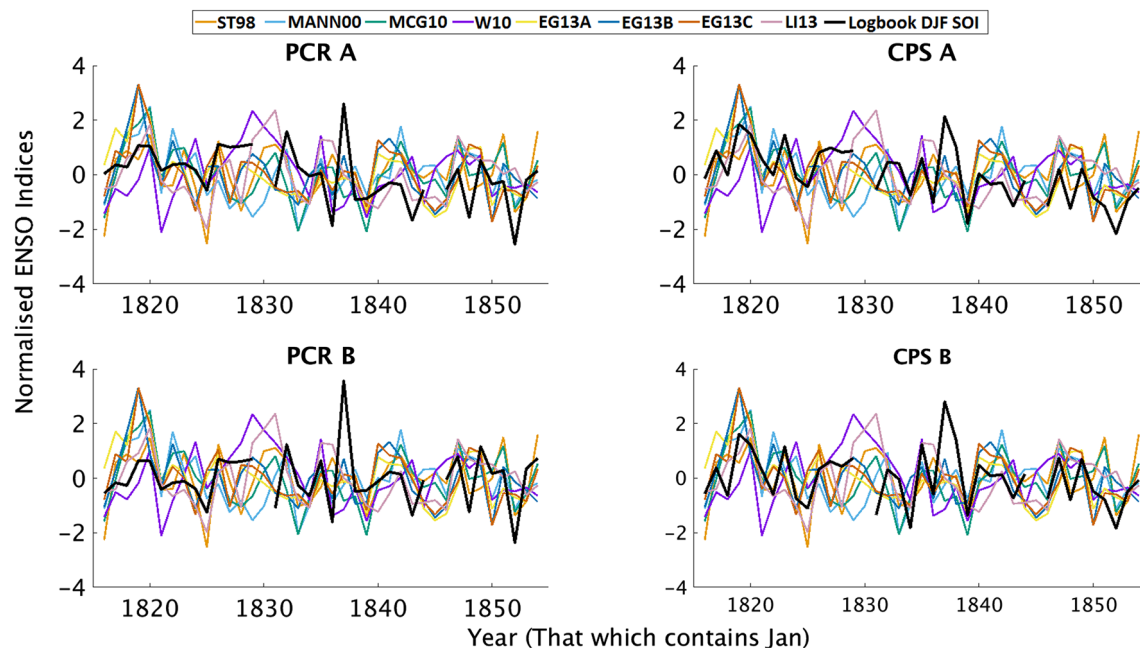 ST98 MANN00 MCG10 W10 EG13A EG13B EG13C LI13 Logbook DJF SOI
PCR A
CPS A
4
2
0
-2
-4
1820 1830 1840 1850
4
2
0
-2
-4
1820 1830 1840 1850
PCR B
CPS B
4
2
0
-2
-4
1820 1830 1840 1850
4
2
0
-2
-4
1820 1830 1840 1850
Normalised ENSO Indices
Year (That which contains Jan)